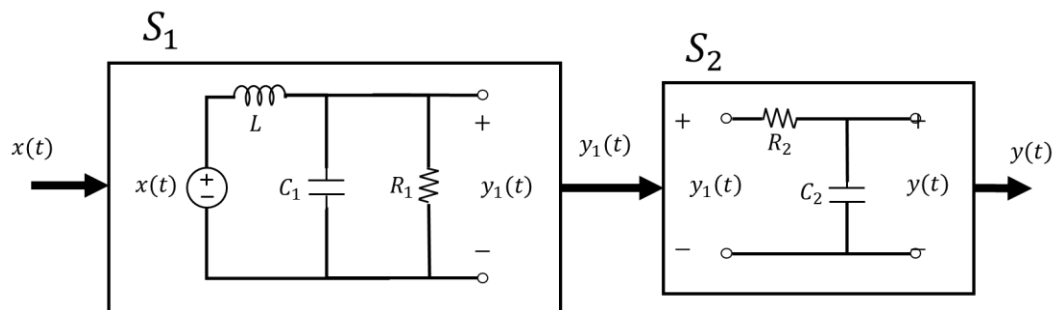 S₁
S₂
x(t)
x(t)
+
−
L
C₁
R₁
+
y₁(t)
−
y₁(t)
+
y₁(t)
−
R₂
C₂
+
y(t)
−
y(t)